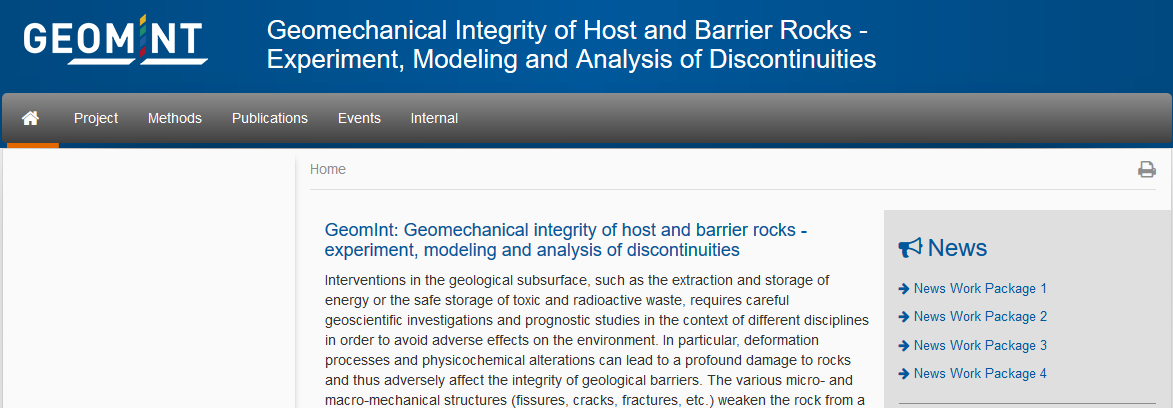 GEOMINT
Geomechanical Integrity of Host and Barrier Rocks -
Experiment, Modeling and Analysis of Discontinuities
Project Methods Publications Events Internal
Home
GeomInt: Geomechanical integrity of host and barrier rocks -
experiment, modeling and analysis of discontinuities
Interventions in the geological subsurface, such as the extraction and storage of
energy or the safe storage of toxic and radioactive waste, requires careful
geoscientific investigations and prognostic studies in the context of different disciplines
in order to avoid adverse effects on the environment. In particular, deformation
processes and physicochemical alterations can lead to a profound damage to rocks
and thus adversely affect the integrity of geological barriers. The various micro- and
macro-mechanical structures (fissures, cracks, fractures, etc.) weaken the rock from a
News
News Work Package 1
News Work Package 2
News Work Package 3
News Work Package 4